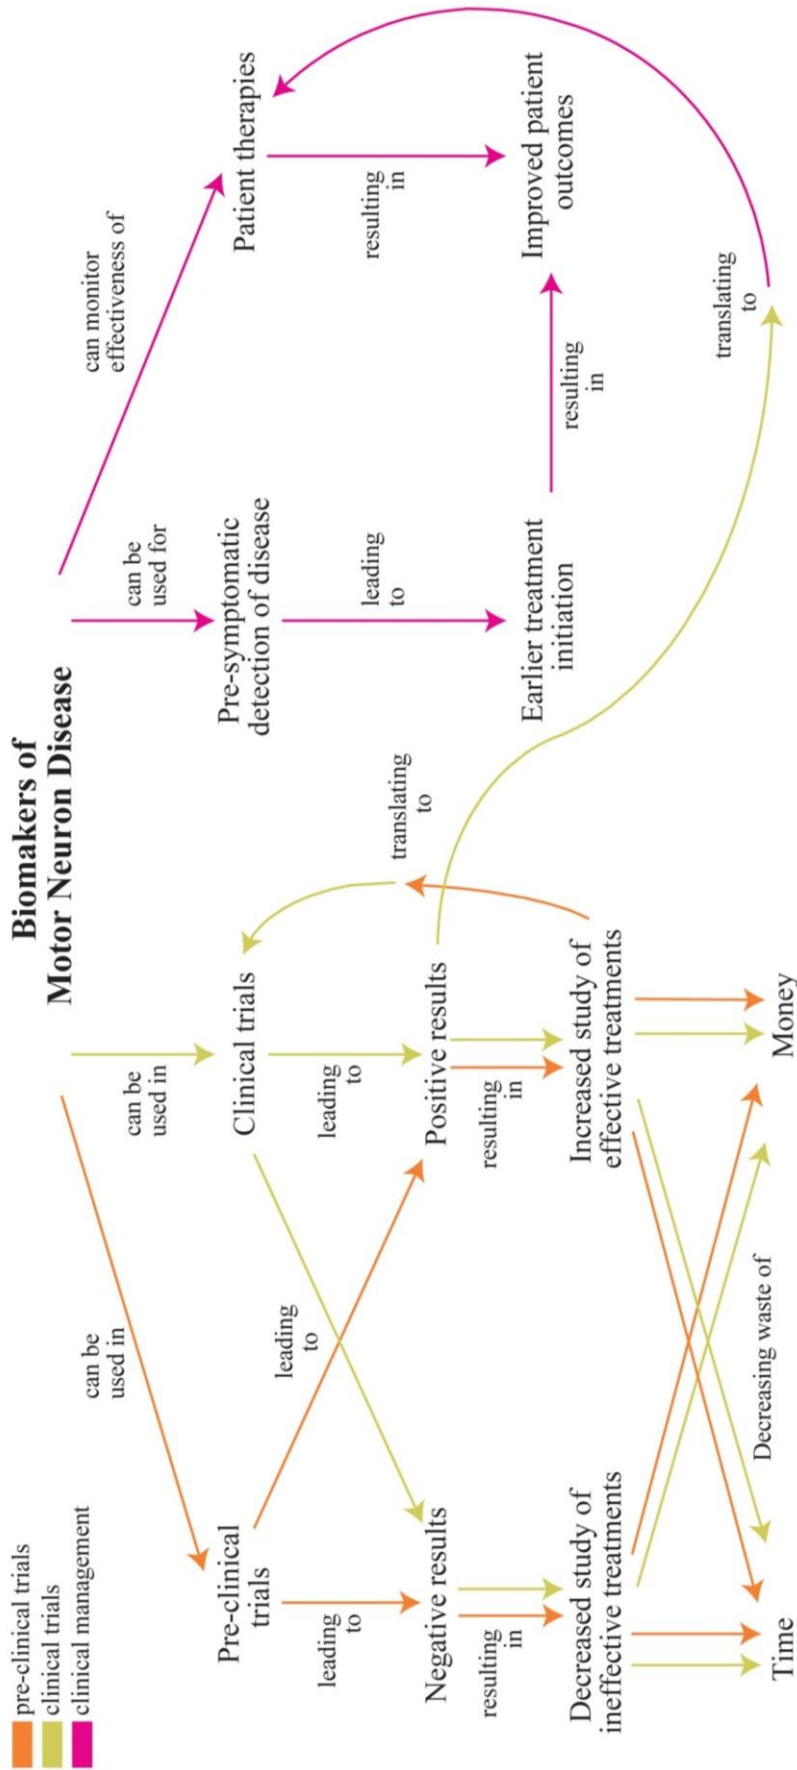 pre-clinical trials
clinical trials
clinical management
Biomakers of
Motor Neuron Disease
can be
used in
can be
used in
can be
used for
can monitor
effectiveness of
Pre-clinical
trials
Clinical trials
Pre-symptomatic
detection of disease
Patient therapies
leading
to
leading
to
leading
to
translating
to
leading
to
resulting
in
Negative results
Positive results
Earlier treatment
initiation
resulting
in
Improved patient
outcomes
resulting
in
resulting
in
Decreased study of
ineffective treatments
Increased study of
effective treatments
translating
to
Decreasing waste of
Time
Money